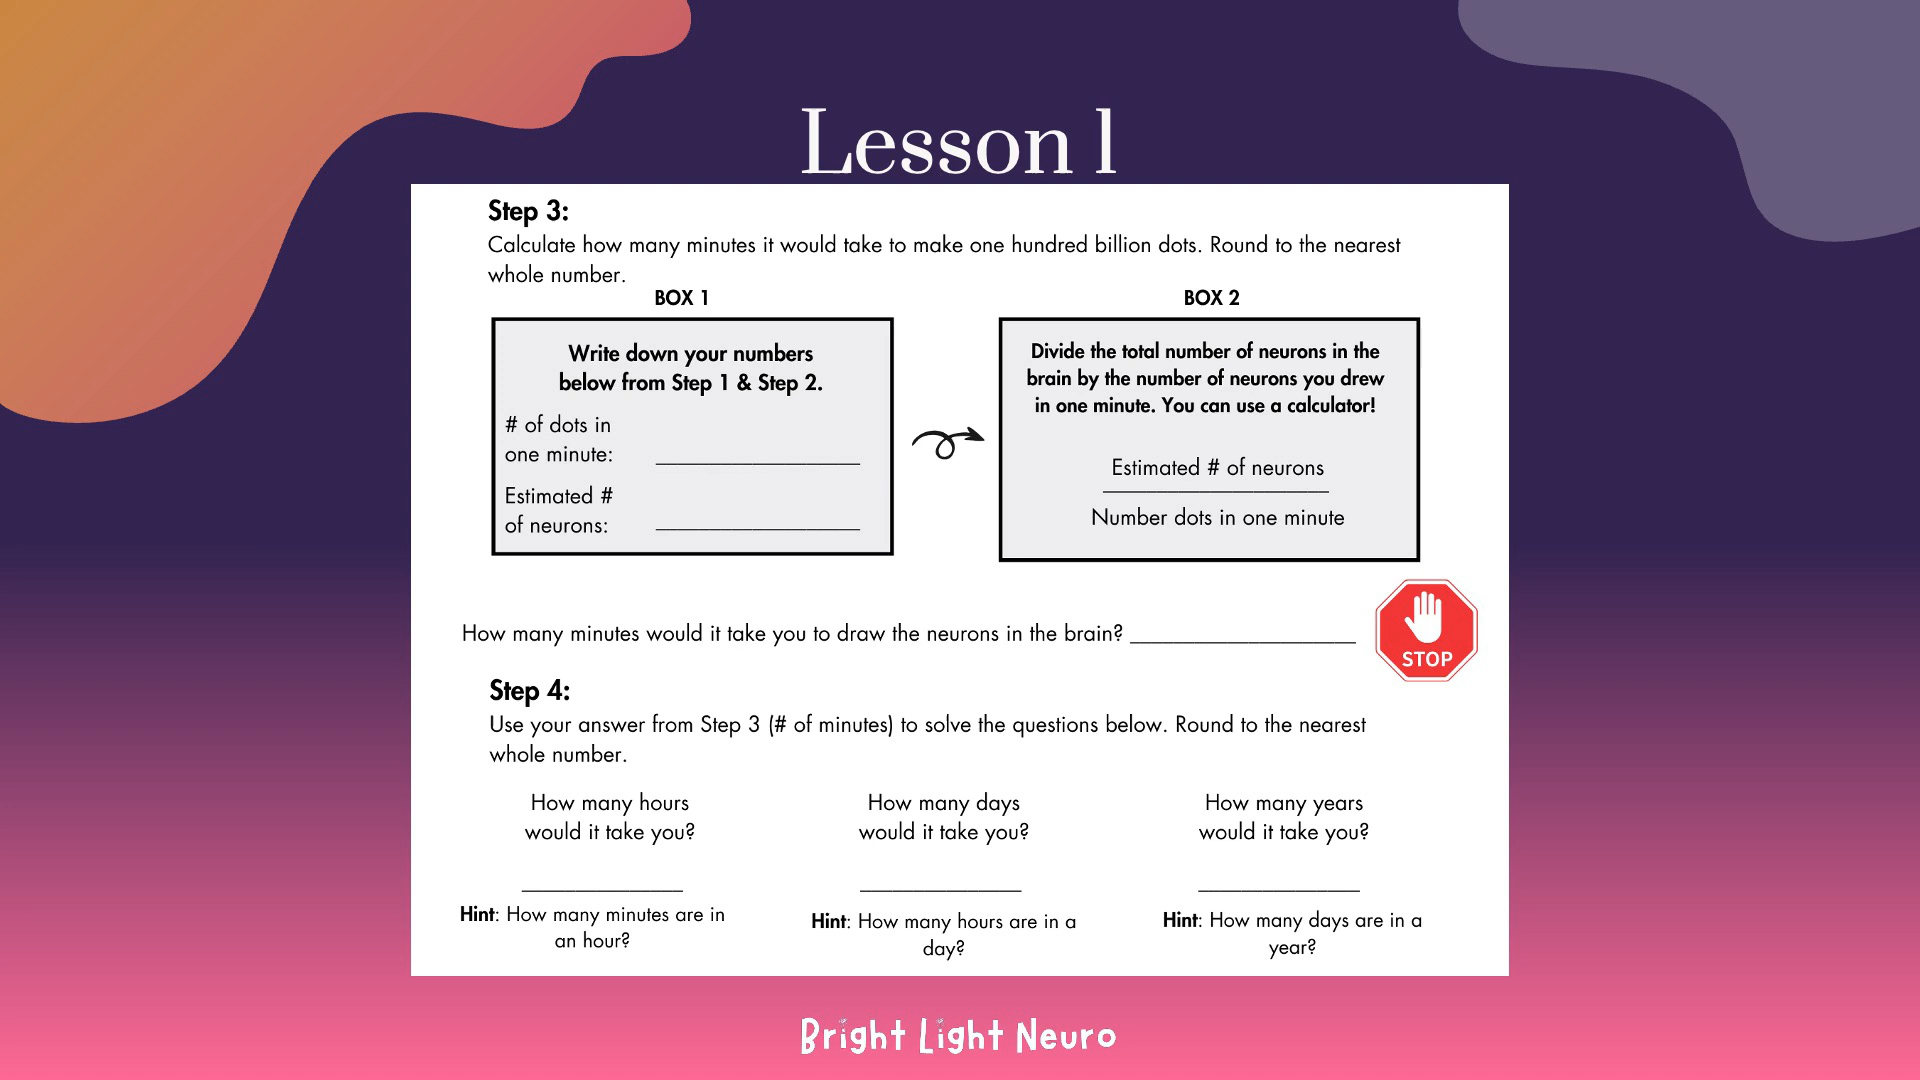 Lesson 1
Step 3:
Calculate how many minutes it would take to make one hundred billion dots. Round to the nearest
whole number.
BOX 1
Write down your numbers
below from Step 1 & Step 2.
# of dots in
one minute: ___________________
Estimated #
of neurons: ___________________
BOX 2
Divide the total number of neurons in the
brain by the number of neurons you drew
in one minute. You can use a calculator!
Estimated # of neurons
Number dots in one minute
How many minutes would it take you to draw the neurons in the brain? _____________________
STOP
Step 4:
Use your answer from Step 3 (# of minutes) to solve the questions below. Round to the nearest
whole number.
How many hours
would it take you?
_______________
Hint: How many minutes are in
an hour?
How many days
would it take you?
_______________
Hint: How many hours are in a
day?
How many years
would it take you?
_______________
Hint: How many days are in a
year?
Bright Light Neuro